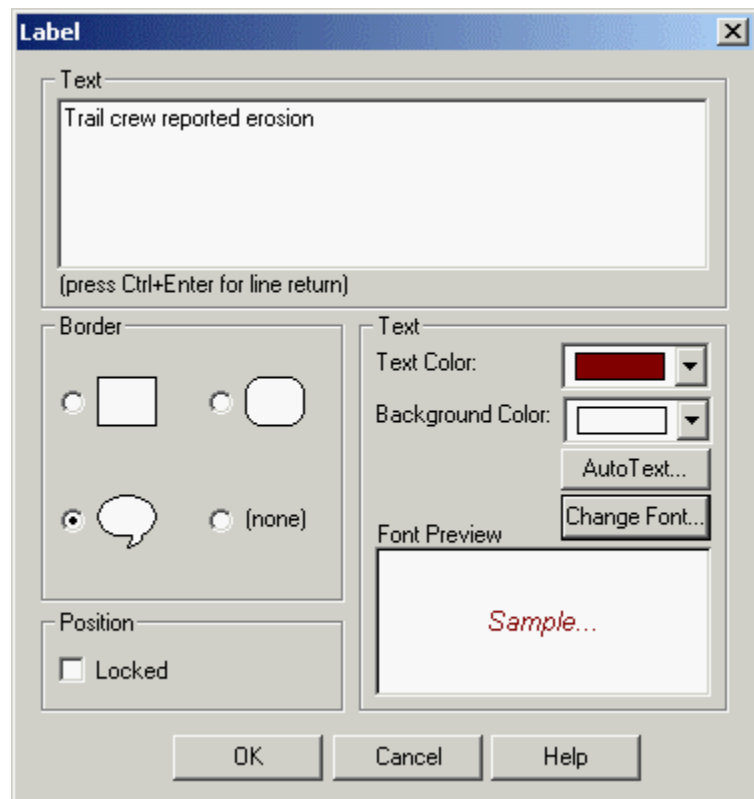 Label
Text
Trail crew reported erosion
(press Ctrl+Enter for line return)
Border
(none)
Position
Locked
Text
Text Color:
Background Color:
AutoText...
Change Font...
Font Preview
Sample...
OK
Cancel
Help